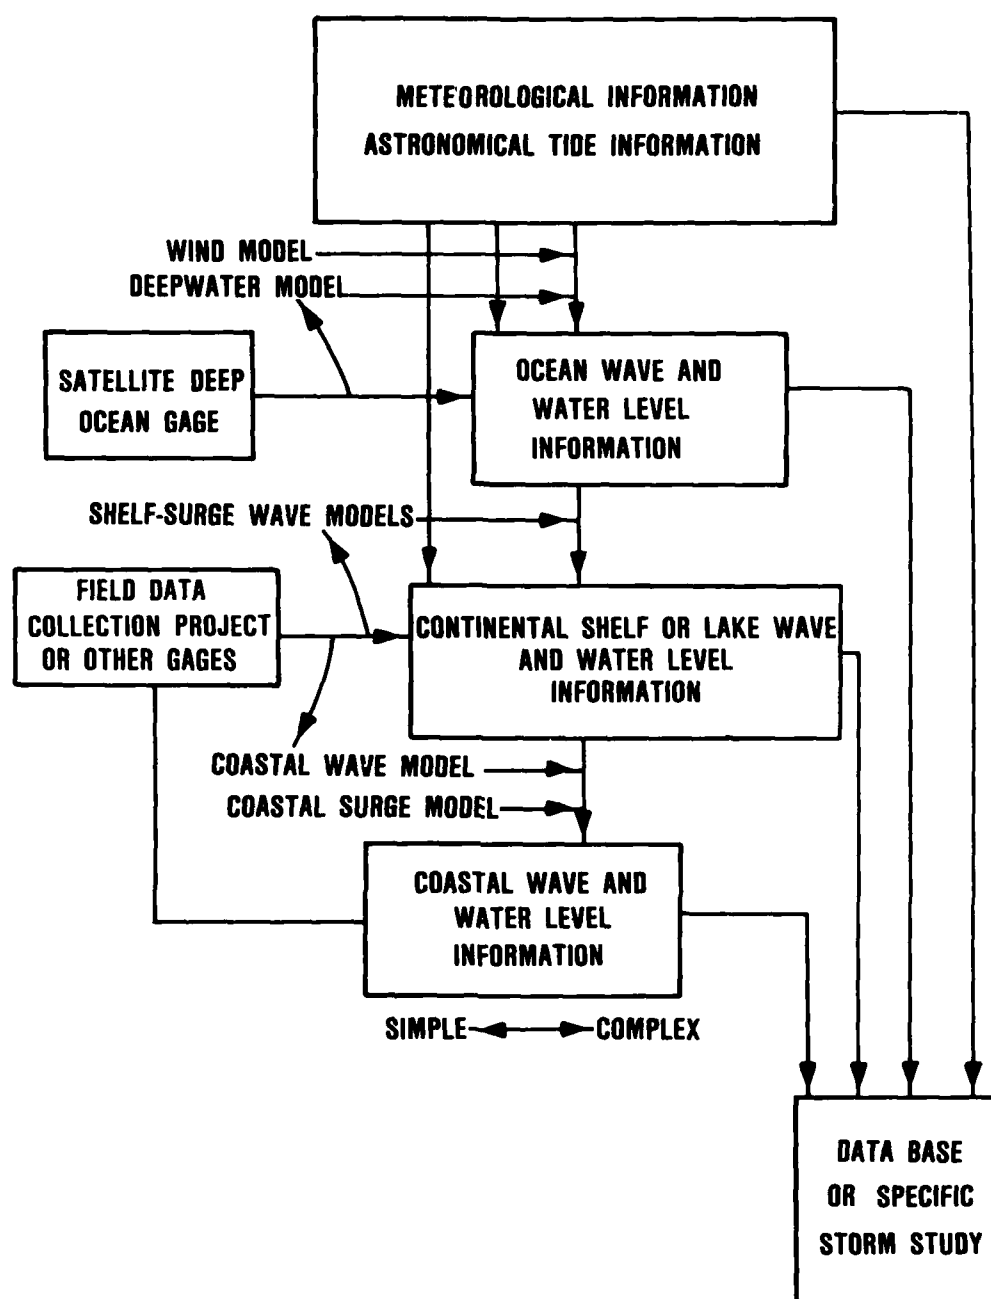 METEOROLOGICAL INFORMATION
ASTRONOMICAL TIDE INFORMATION
WIND MODEL
DEEPWATER MODEL
SATELLITE DEEP
OCEAN GAGE
OCEAN WAVE AND
WATER LEVEL
INFORMATION
SHELF-SURGE WAVE MODELS
FIELD DATA
COLLECTION PROJECT
OR OTHER GAGES
CONTINENTAL SHELF OR LAKE WAVE
AND WATER LEVEL
INFORMATION
COASTAL WAVE MODEL
COASTAL SURGE MODEL
COASTAL WAVE AND
WATER LEVEL
INFORMATION
SIMPLE COMPLEX
DATA BASE
OR SPECIFIC
STORM STUDY